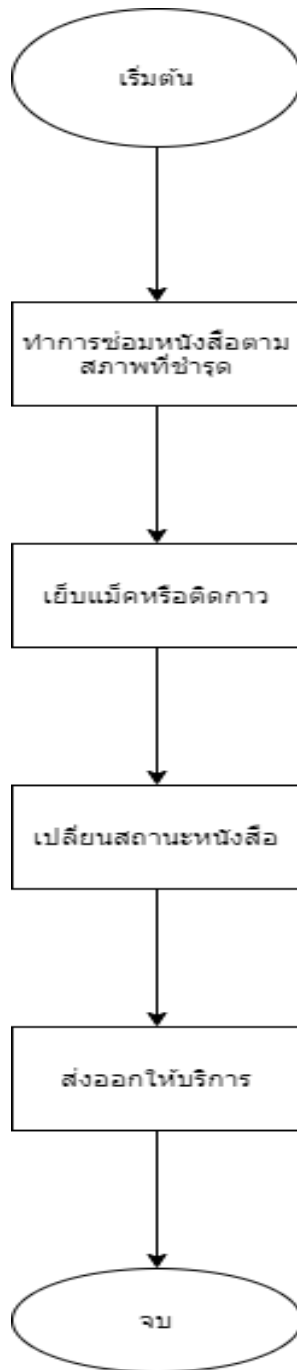 เริ่มต้น
ทำการซ่อมหนังสือตาม
สภาพที่ชำรุด
เย็บแม็คหรือติดกาว
เปลี่ยนสถานะหนังสือ
ส่งออกให้บริการ
จบ